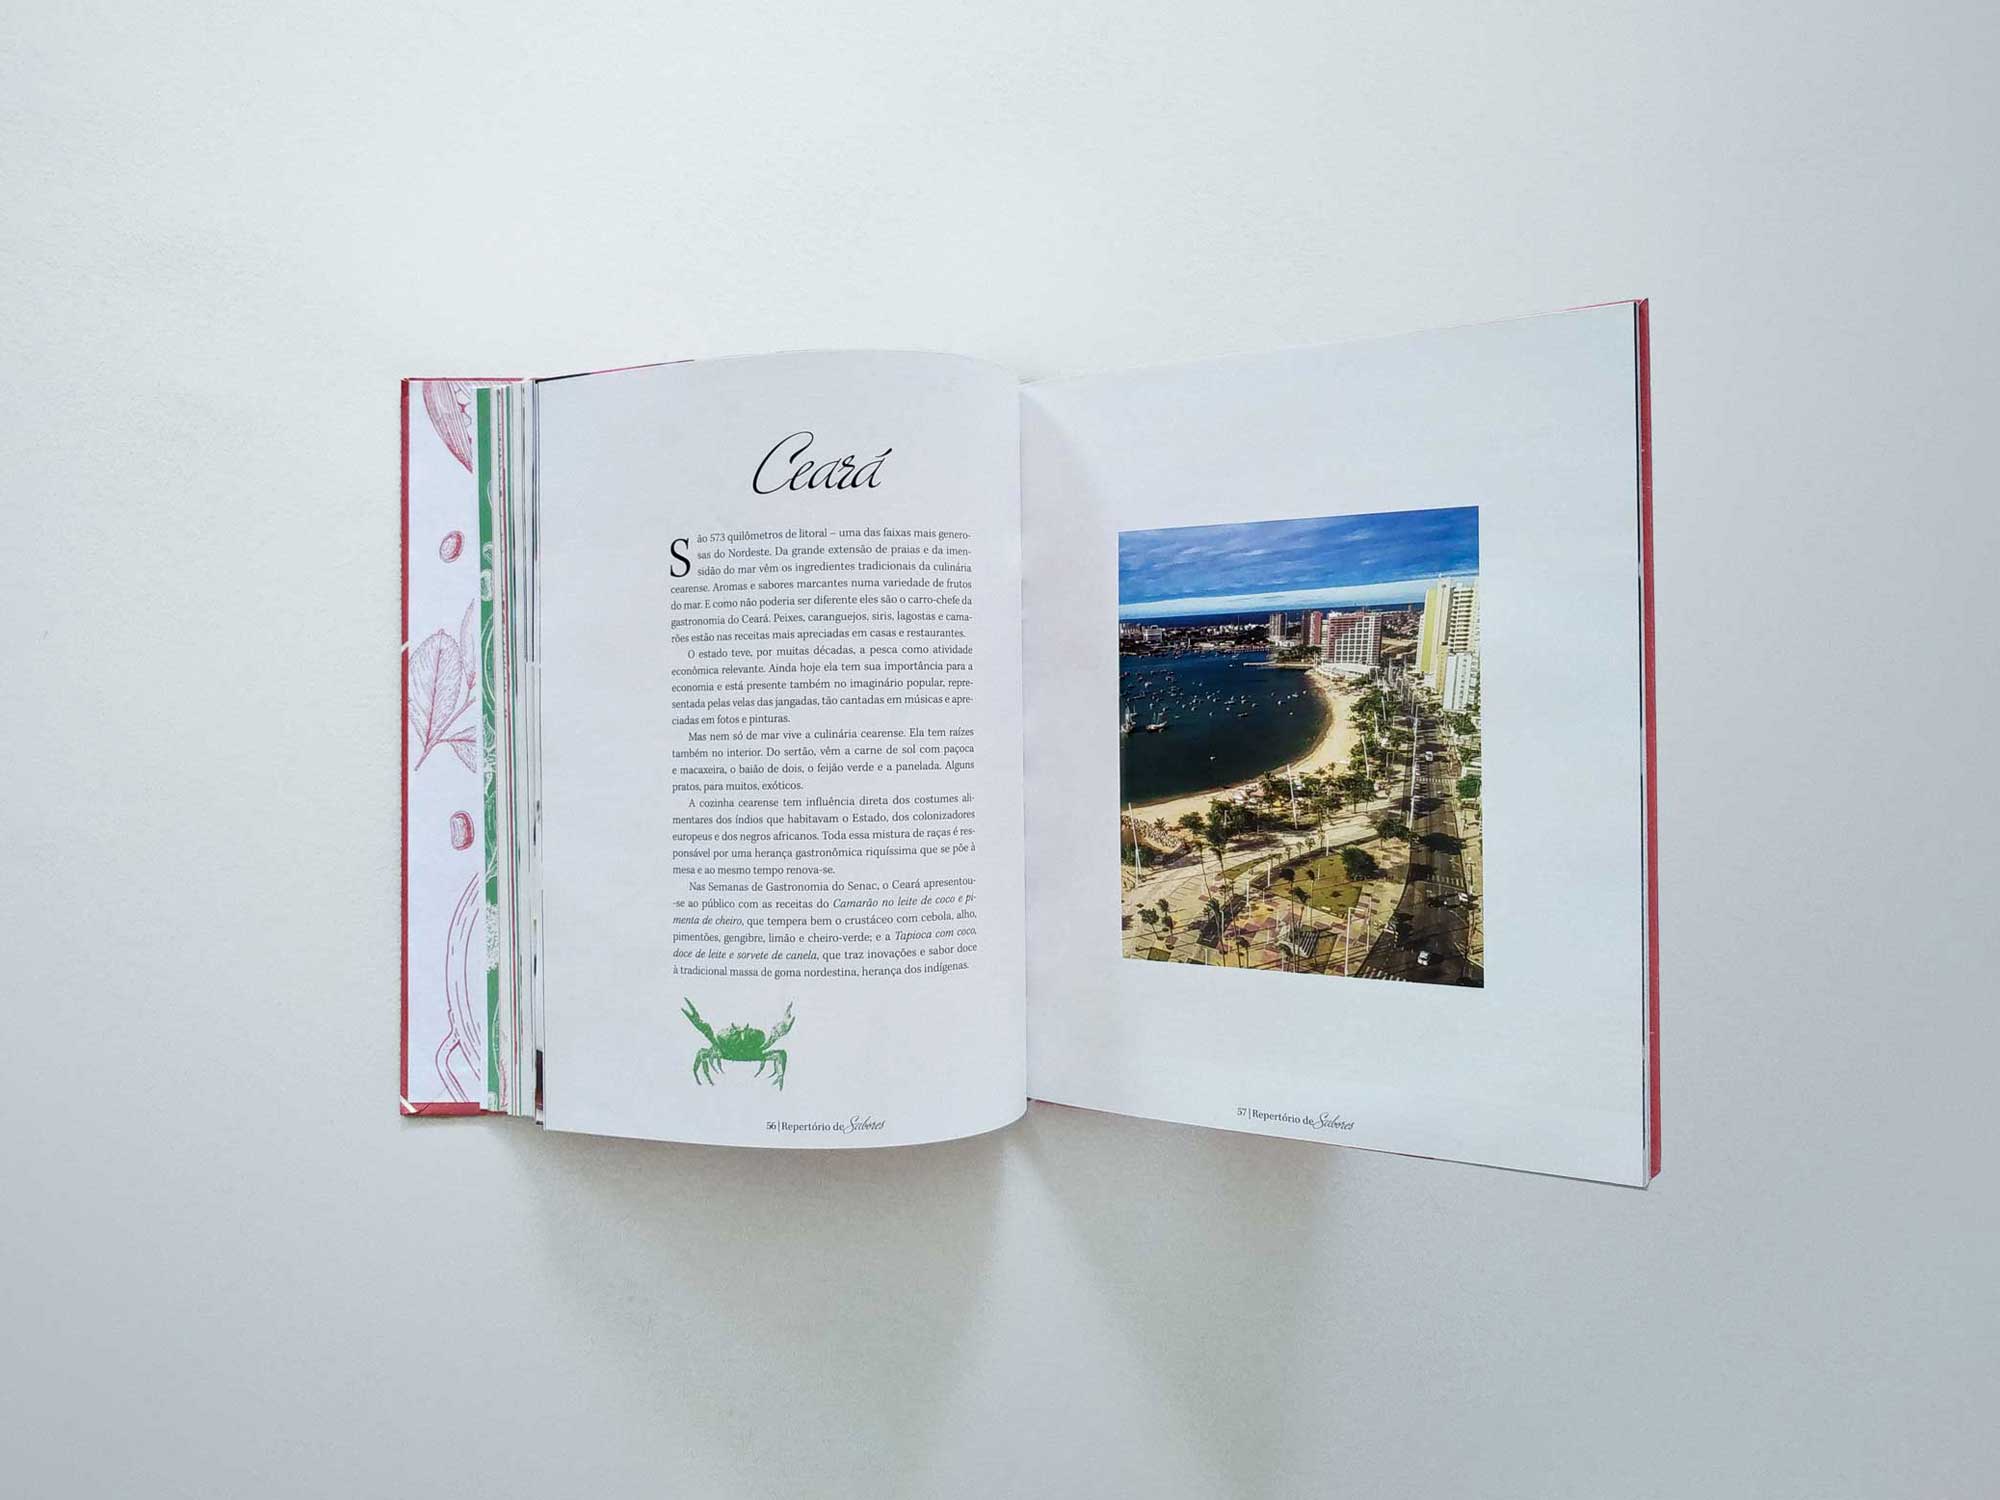 Ceará
São 573 quilômetros de litoral – uma das faixas mais genero-
sas do Nordeste. Da grande extensão de praias e da imen-
sidão do mar vêm os ingredientes tradicionais da culinária
cearense. Aromas e sabores marcantes numa variedade de frutos
do mar. E como não poderia ser diferente eles são o carro-chefe da
gastronomia do Ceará. Peixes, caranguejos, siris, lagostas e cama-
rões estão nas receitas mais apreciadas em casas e restaurantes.
O estado teve, por muitas décadas, a pesca como atividade
econômica relevante. Ainda hoje ela tem sua importância para a
economia e está presente também no imaginário popular, repre-
sentada pelas velas das jangadas, tão cantadas em músicas e apre-
ciadas em fotos e pinturas.
Mas nem só de mar vive a culinária cearense. Ela tem raízes
também no interior. Do sertão, vêm a carne de sol com paçoca
e macaxeira, o baião de dois, o feijão verde e a panelada. Alguns
pratos, para muitos, exóticos.
A cozinha cearense tem influência direta dos costumes ali-
mentares dos índios que habitavam o Estado, dos colonizadores
europeus e dos negros africanos. Toda essa mistura de raças é res-
ponsável por uma herança gastronômica riquíssima que se põe à
mesa e ao mesmo tempo renova-se.
Nas Semanas de Gastronomia do Senac, o Ceará apresentou-
-se ao público com as receitas do Camarão no leite de coco e pi-
menta de cheiro, que tempera bem o crustáceo com cebola, alho,
pimentões, gengibre, limão e cheiro-verde; e a Tapioca com coco,
doce de leite e sorvete de canela, que traz inovações e sabor doce
à tradicional massa de goma nordestina, herança dos indígenas.
56 | Repertório de Sabores
57 | Repertório de Sabores